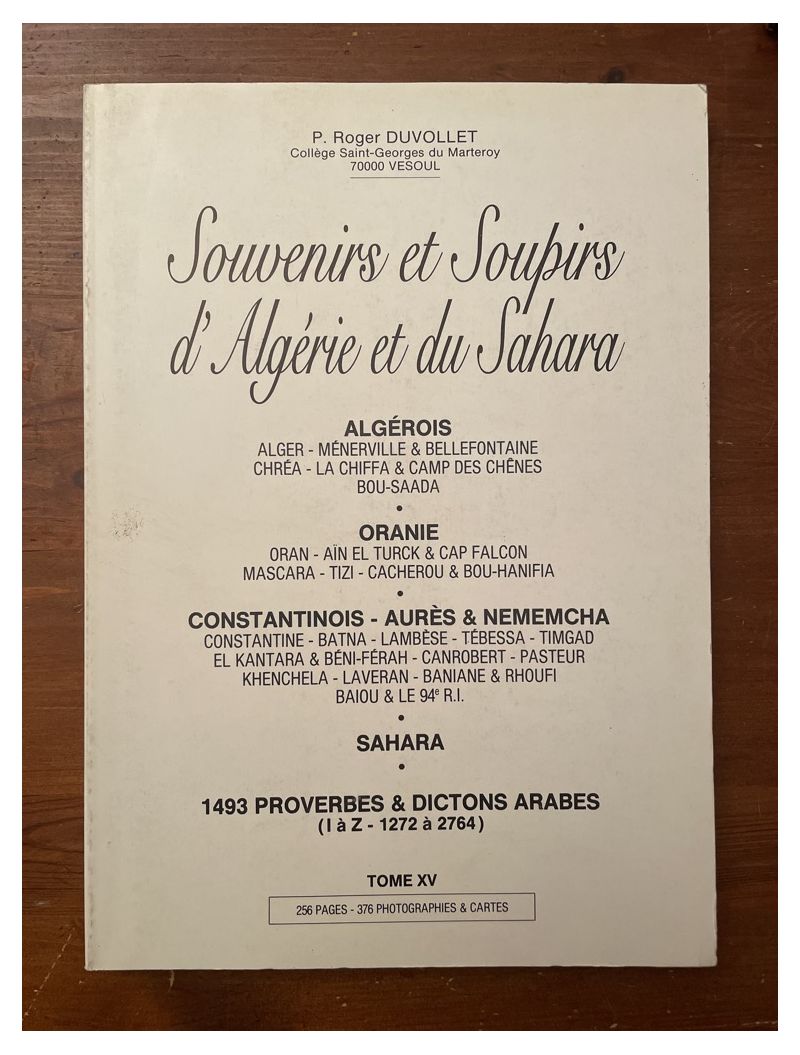 P. Roger DUVOLLET
Collège Saint-Georges du Marteroy
70000 VESOUL
Souvenirs et Soupirs
d'Algérie et du Sahara
ALGÉROIS
ALGER - MÉNERVILLE & BELLEFONTAINE
CHRÉA - LA CHIFFA & CAMP DES CHÊNES
BOU-SAADA
•
ORANIE
ORAN - AÏN EL TURCK & CAP FALCON
MASCARA - TIZI - CACHEROU & BOU-HANIFIA
•
CONSTANTINOIS - AURÈS & NEMEMCHA
CONSTANTINE - BATNA - LAMBÈSE - TÉBESSA - TIMGAD
EL KANTARA & BÉNI-FÉRAH - CANROBERT - PASTEUR
KHENCHELA - LAVERAN - BANIANE & RHOUFI
BAIOU & LE 94e R.I.
•
SAHARA
•
1493 PROVERBES & DICTONS ARABES
(I à Z - 1272 à 2764)
TOME XV
256 PAGES - 376 PHOTOGRAPHIES & CARTES